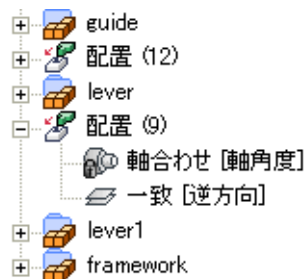 guide
配置 (12)
lever
配置 (9)
軸合わせ [軸角度]
一致 [逆方向]
lever1
framework